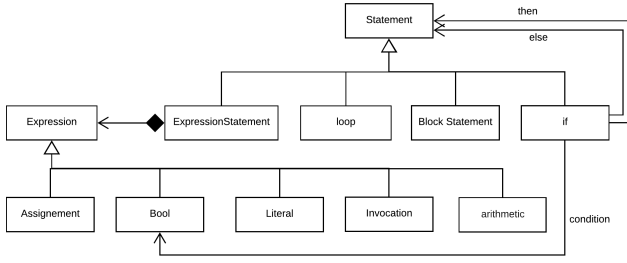 Statement
then
else
Expression
ExpressionStatement
loop
Block Statement
if
Assignement
Bool
Literal
Invocation
arithmetic
condition